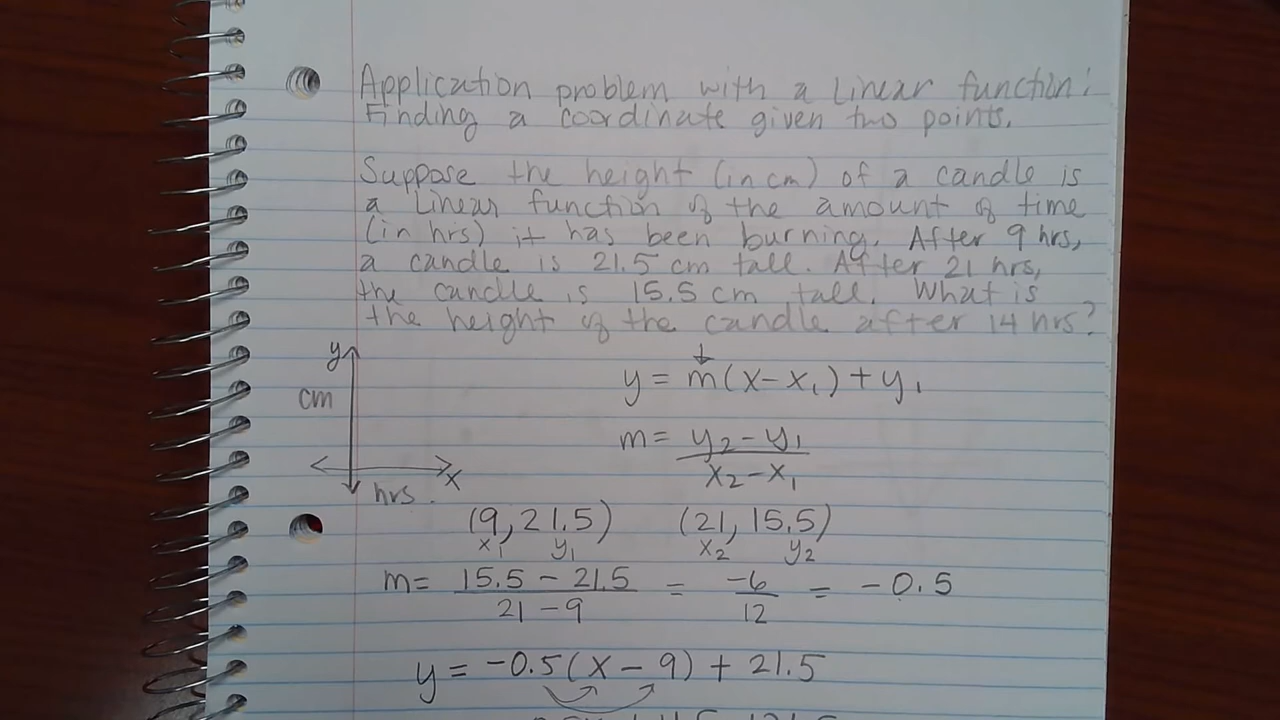 Application problem with a linear function:
Finding a coordinate given two points.
Suppose the height (in cm) of a candle is
a linear function of the amount of time
(in hrs) it has been burning. After 9 hrs,
a candle is 21.5 cm tall. After 21 hrs,
the candle is 15.5 cm tall. What is
the height of the candle after 14 hrs?
y
cm
x
hrs.
y = m(x-x₁) + y₁
m = (y₂ - y₁)/(x₂ - x₁)
(9, 21.5) (21, 15.5)
x₁ y₁ x₂ y₂
m = (15.5 - 21.5)/(21 - 9) = -6/12 = -0.5
y = -0.5(x - 9) + 21.5